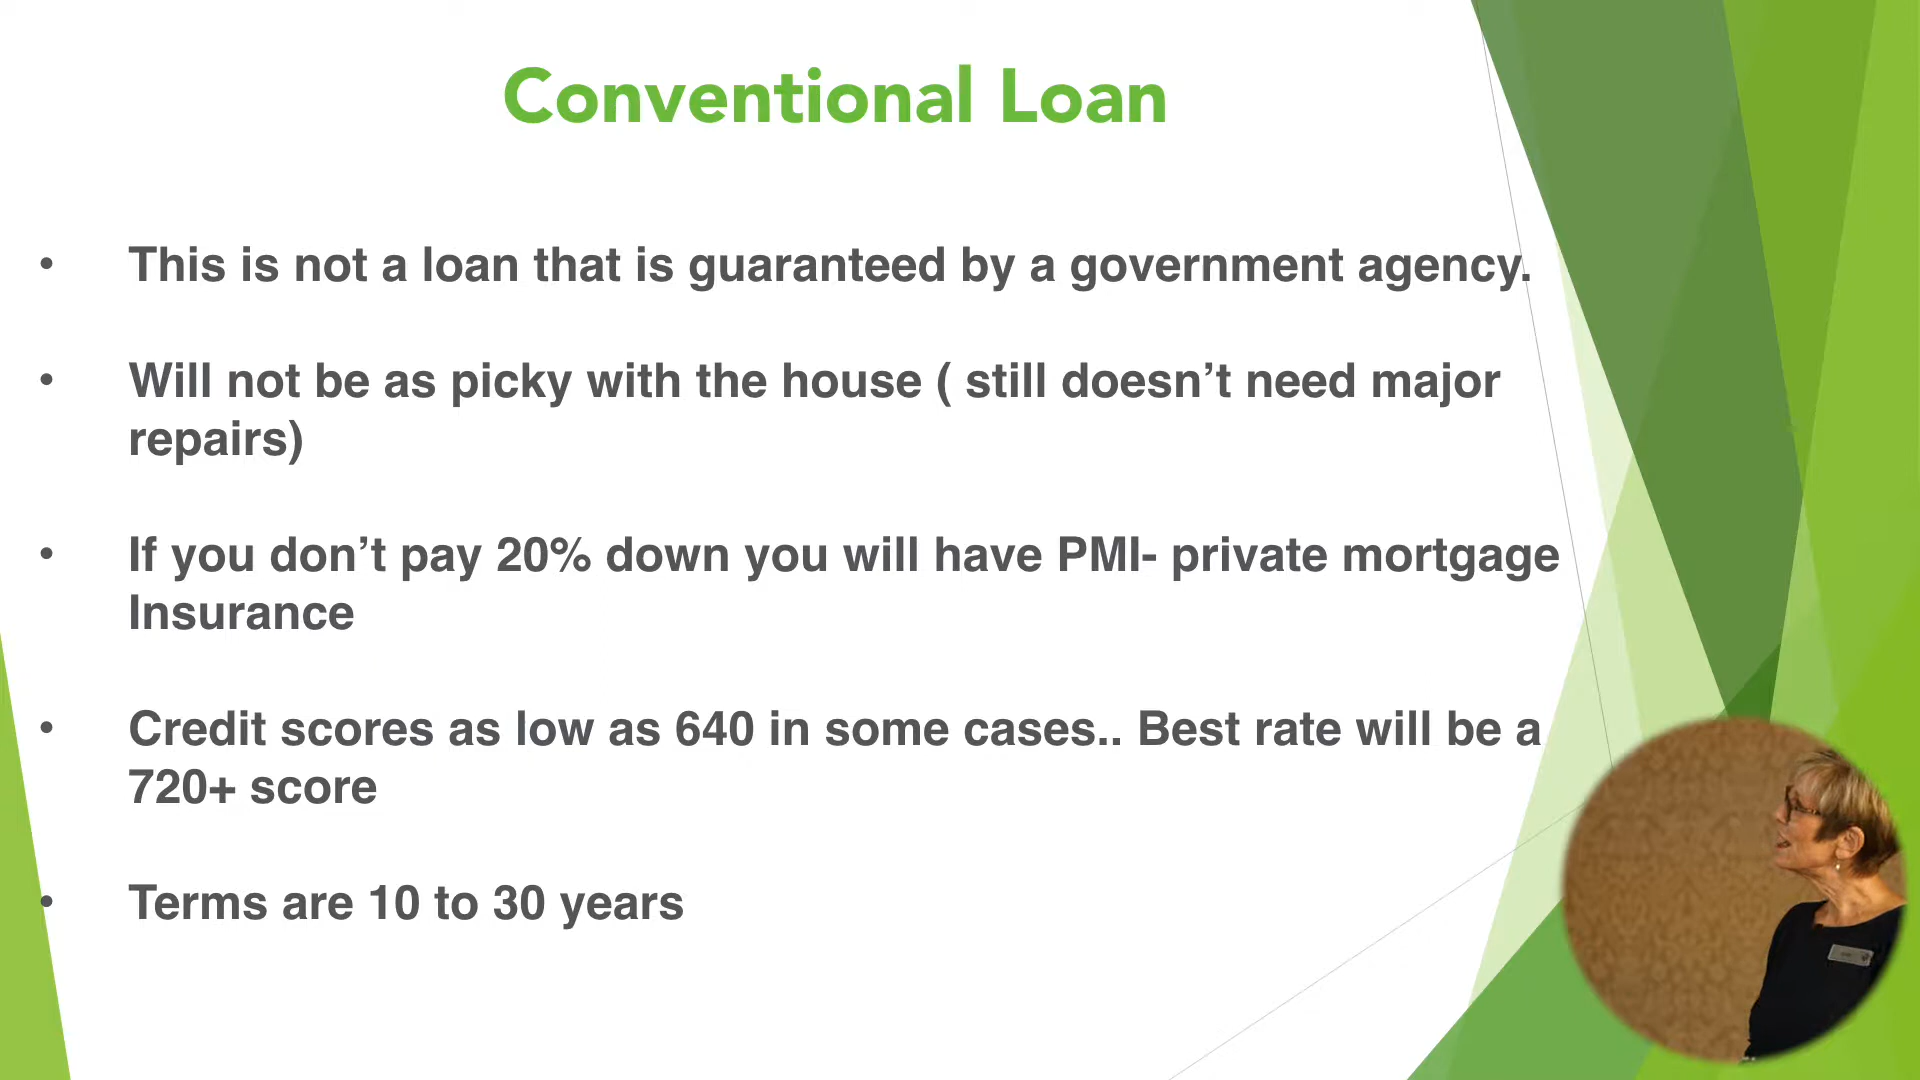 Conventional Loan
• This is not a loan that is guaranteed by a government agency.
• Will not be as picky with the house ( still doesn’t need major
repairs)
• If you don’t pay 20% down you will have PMI- private mortgage
Insurance
• Credit scores as low as 640 in some cases.. Best rate will be a
720+ score
• Terms are 10 to 30 years